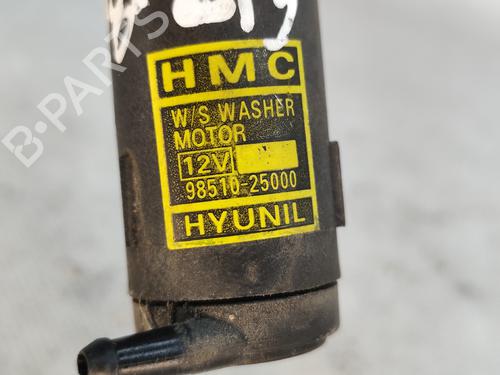 HMC
W/S WASHER
MOTOR
12V
98510-25000
HYUNIL
B-PARTS